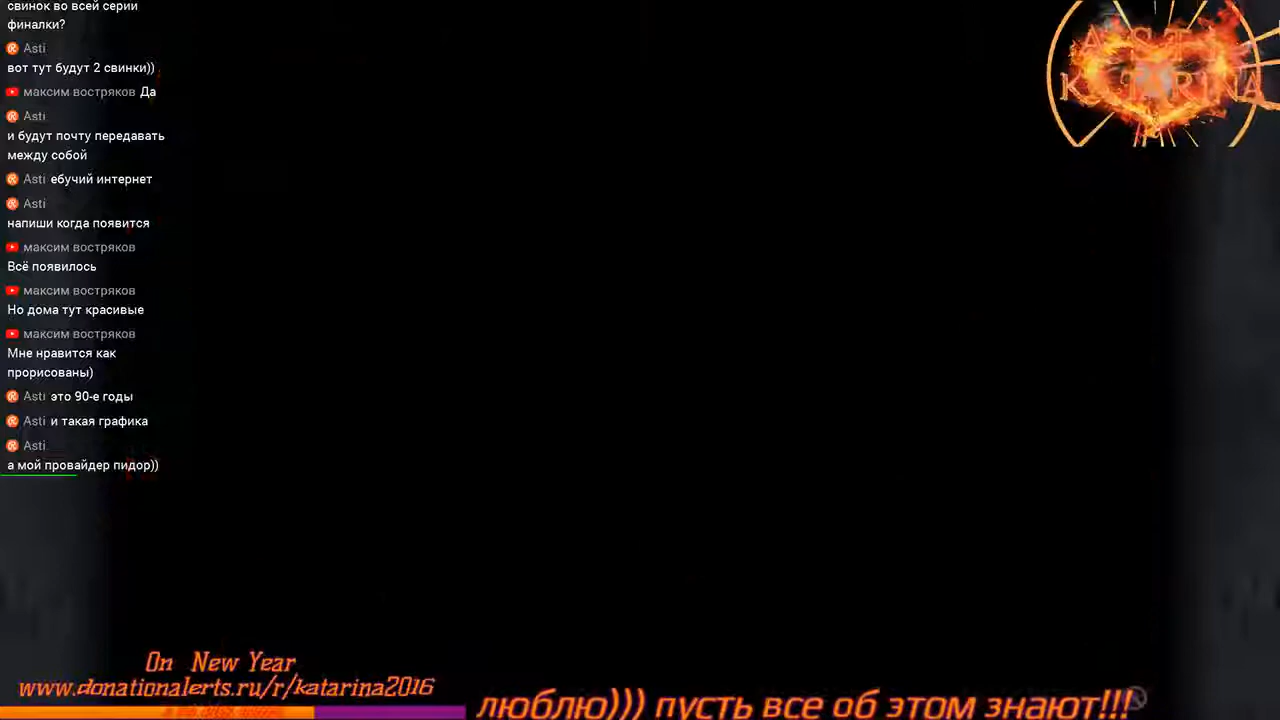 свинок во всей серии
финалки?
Asti
вот тут будут 2 свинки))
максим востряков Да
Asti
и будут почту передавать
между собой
Asti ебучий интернет
Asti
напиши когда появится
максим востряков
Всё появилось
максим востряков
Но дома тут красивые
максим востряков
Мне нравится как
прорисованы)
Asti это 90-е годы
Asti и такая графика
Asti
а мой провайдер пидор))
ASTI
KATARINA
On New Year
www.donationalerts.ru/r/katarina2016
люблю))) пусть все об этом знают!!!